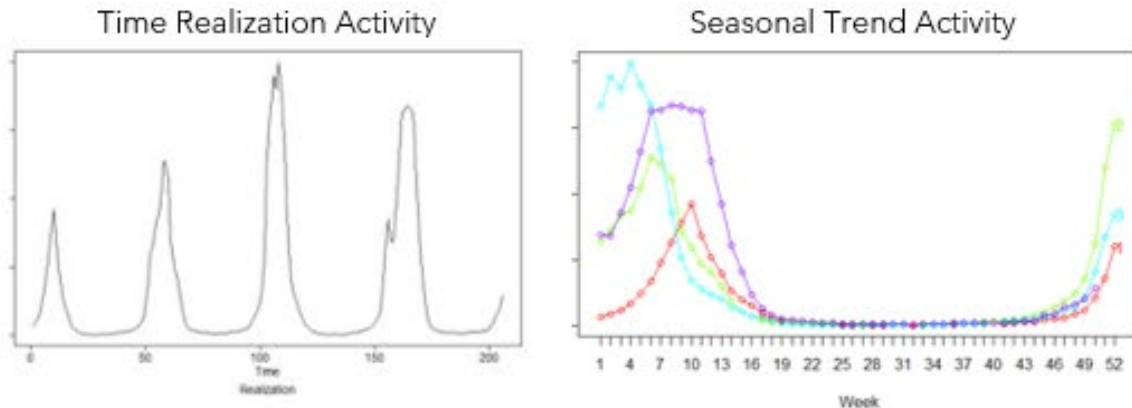 Time Realization Activity
Seasonal Trend Activity
0 50 100 150 200
Time
Realization
1 4 7 10 13 16 19 22 25 28 31 34 37 40 43 46 49 52
Week